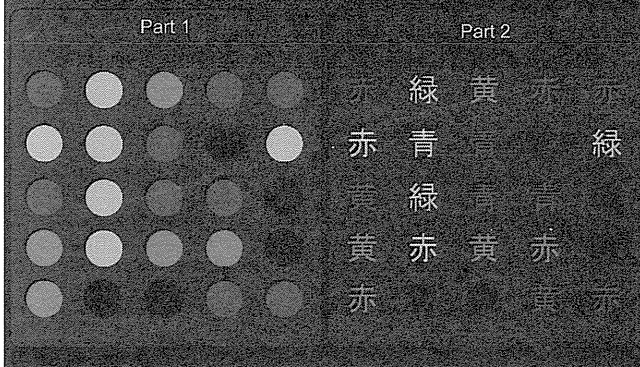 Part 1
Part 2
赤 緑 黄 赤 赤
赤 青 青 緑
黄 緑 青 青
黄 赤 黄 赤
赤 黄 赤